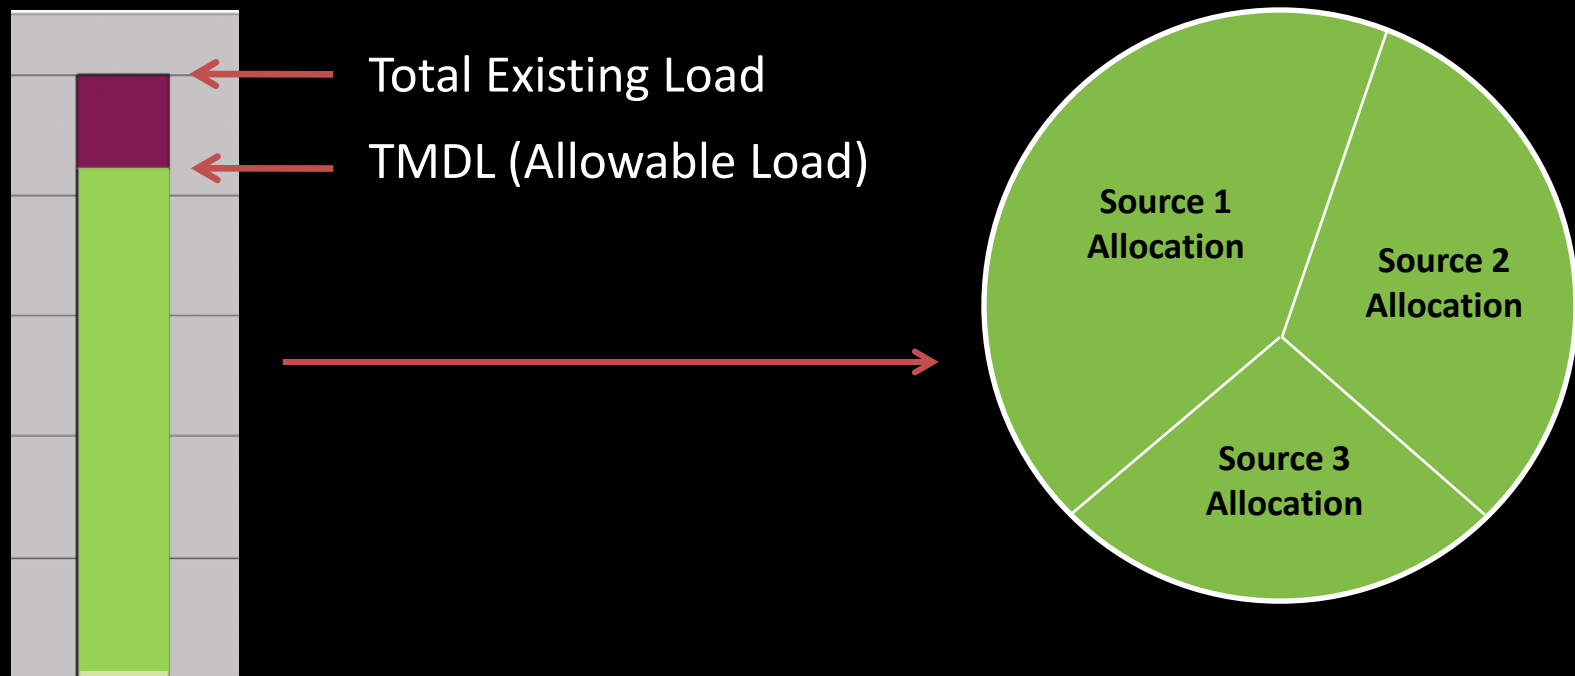 Total Existing Load
TMDL (Allowable Load)
Source 1
Allocation
Source 2
Allocation
Source 3
Allocation